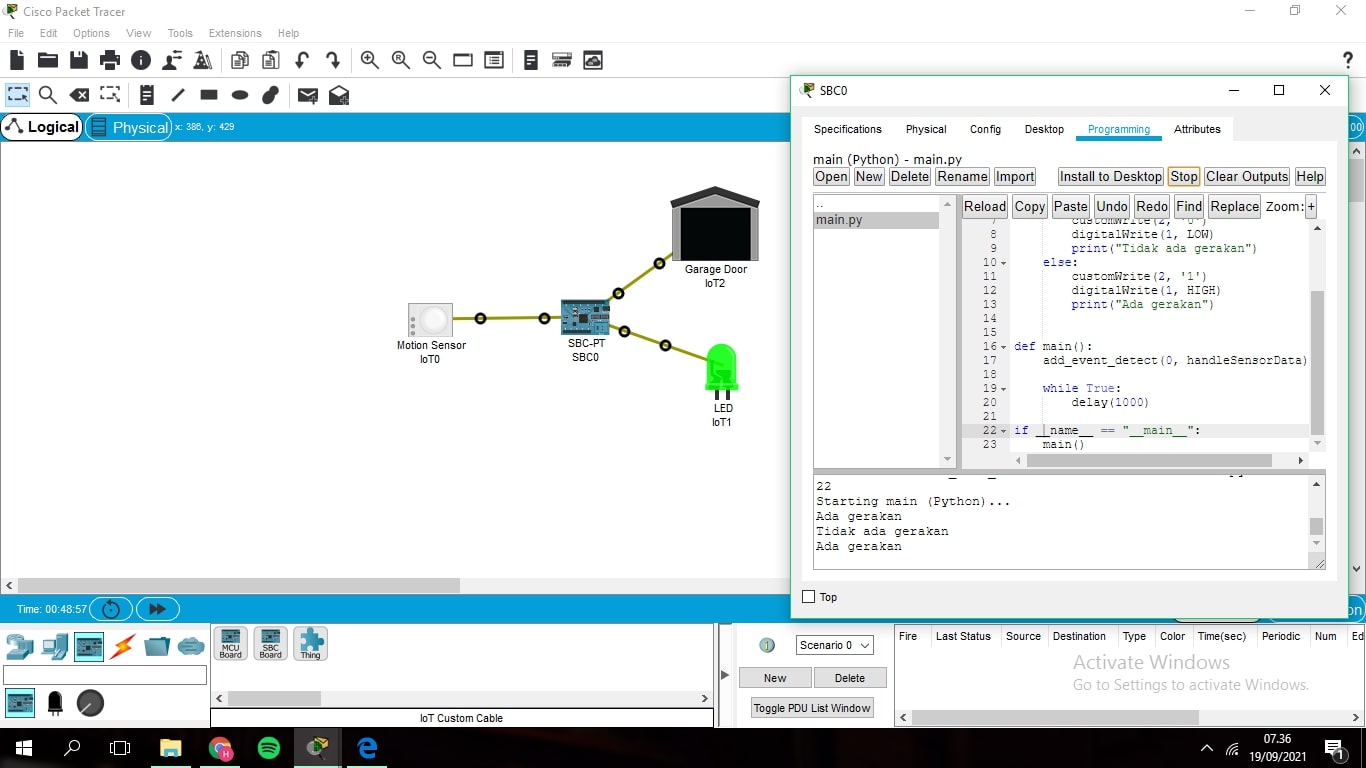 Cisco Packet Tracer
File Edit Options View Tools Extensions Help
Logical
Physical
x: 386, y: 429
Garage Door
IoT2
Motion Sensor
IoT0
SBC-PT
SBC0
LED
IoT1
SBC0
Specifications Physical Config Desktop Programming Attributes
main (Python) - main.py
Open New Delete Rename Import Install to Desktop Stop Clear Outputs Help
..
main.py
Reload Copy Paste Undo Redo Find Replace Zoom: +
7 customWrite(2, '0')
8 digitalWrite(1, LOW)
9 print("Tidak ada gerakan")
10 else:
11 customWrite(2, '1')
12 digitalWrite(1, HIGH)
13 print("Ada gerakan")
14
15
16 def main():
17 add_event_detect(0, handleSensorData)
18
19 while True:
20 delay(1000)
21
22 if __name__ == "__main__":
23 main()
22
Starting main (Python)...
Ada gerakan
Tidak ada gerakan
Ada gerakan
Top
Time: 00:48:57
MCU Board
SBC Board
Thing
IoT Custom Cable
Scenario 0
New Delete
Toggle PDU List Window
Fire Last Status Source Destination Type Color Time(sec) Periodic Num Ed
Activate Windows
Go to Settings to activate Windows.
07.36
19/09/2021
1